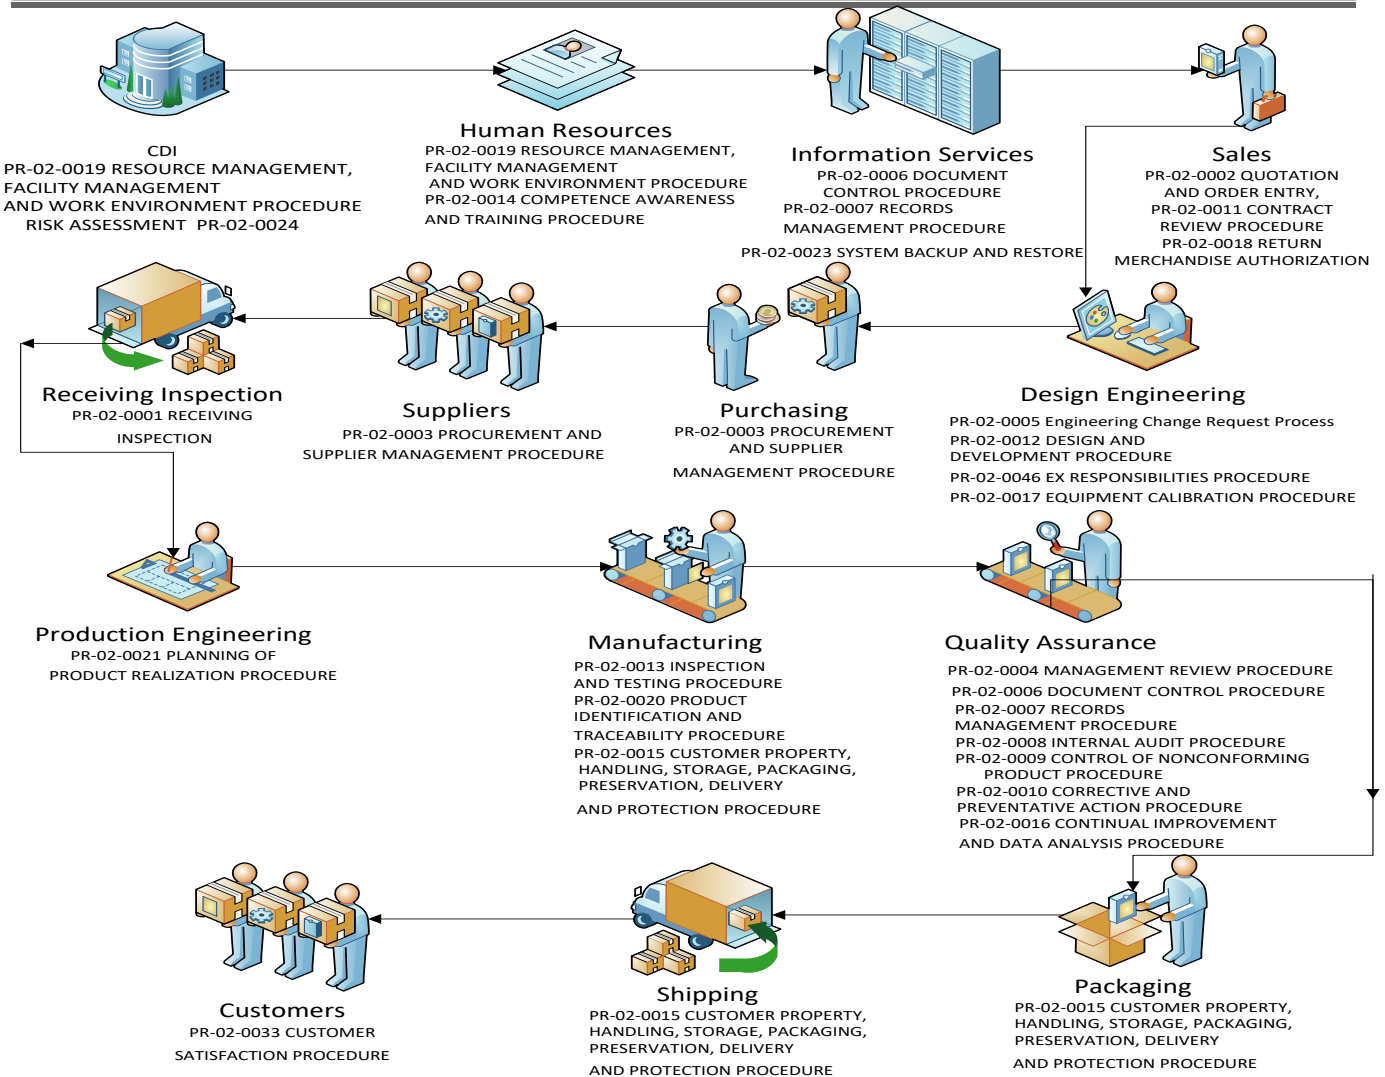 CDI
PR-02-0019 RESOURCE MANAGEMENT,
FACILITY MANAGEMENT
AND WORK ENVIRONMENT PROCEDURE
RISK ASSESSMENT PR-02-0024
Human Resources
PR-02-0019 RESOURCE MANAGEMENT,
FACILITY MANAGEMENT
AND WORK ENVIRONMENT PROCEDURE
PR-02-0014 COMPETENCE AWARENESS
AND TRAINING PROCEDURE
Information Services
PR-02-0006 DOCUMENT
CONTROL PROCEDURE
PR-02-0007 RECORDS
MANAGEMENT PROCEDURE
PR-02-0023 SYSTEM BACKUP AND RESTORE
Sales
PR-02-0002 QUOTATION
AND ORDER ENTRY,
PR-02-0011 CONTRACT
REVIEW PROCEDURE
PR-02-0018 RETURN
MERCHANDISE AUTHORIZATION
Receiving Inspection
PR-02-0001 RECEIVING
INSPECTION
Suppliers
PR-02-0003 PROCUREMENT AND
SUPPLIER MANAGEMENT PROCEDURE
Purchasing
PR-02-0003 PROCUREMENT
AND SUPPLIER
MANAGEMENT PROCEDURE
Design Engineering
PR-02-0005 Engineering Change Request Process
PR-02-0012 DESIGN AND
DEVELOPMENT PROCEDURE
PR-02-0046 EX RESPONSIBILITIES PROCEDURE
PR-02-0017 EQUIPMENT CALIBRATION PROCEDURE
Production Engineering
PR-02-0021 PLANNING OF
PRODUCT REALIZATION PROCEDURE
Manufacturing
PR-02-0013 INSPECTION
AND TESTING PROCEDURE
PR-02-0020 PRODUCT
IDENTIFICATION AND
TRACEABILITY PROCEDURE
PR-02-0015 CUSTOMER PROPERTY,
HANDLING, STORAGE, PACKAGING,
PRESERVATION, DELIVERY
AND PROTECTION PROCEDURE
Quality Assurance
PR-02-0004 MANAGEMENT REVIEW PROCEDURE
PR-02-0006 DOCUMENT CONTROL PROCEDURE
PR-02-0007 RECORDS
MANAGEMENT PROCEDURE
PR-02-0008 INTERNAL AUDIT PROCEDURE
PR-02-0009 CONTROL OF NONCONFORMING
PRODUCT PROCEDURE
PR-02-0010 CORRECTIVE AND
PREVENTATIVE ACTION PROCEDURE
PR-02-0016 CONTINUAL IMPROVEMENT
AND DATA ANALYSIS PROCEDURE
Customers
PR-02-0033 CUSTOMER
SATISFACTION PROCEDURE
Shipping
PR-02-0015 CUSTOMER PROPERTY,
HANDLING, STORAGE, PACKAGING,
PRESERVATION, DELIVERY
AND PROTECTION PROCEDURE
Packaging
PR-02-0015 CUSTOMER PROPERTY,
HANDLING, STORAGE, PACKAGING,
PRESERVATION, DELIVERY
AND PROTECTION PROCEDURE